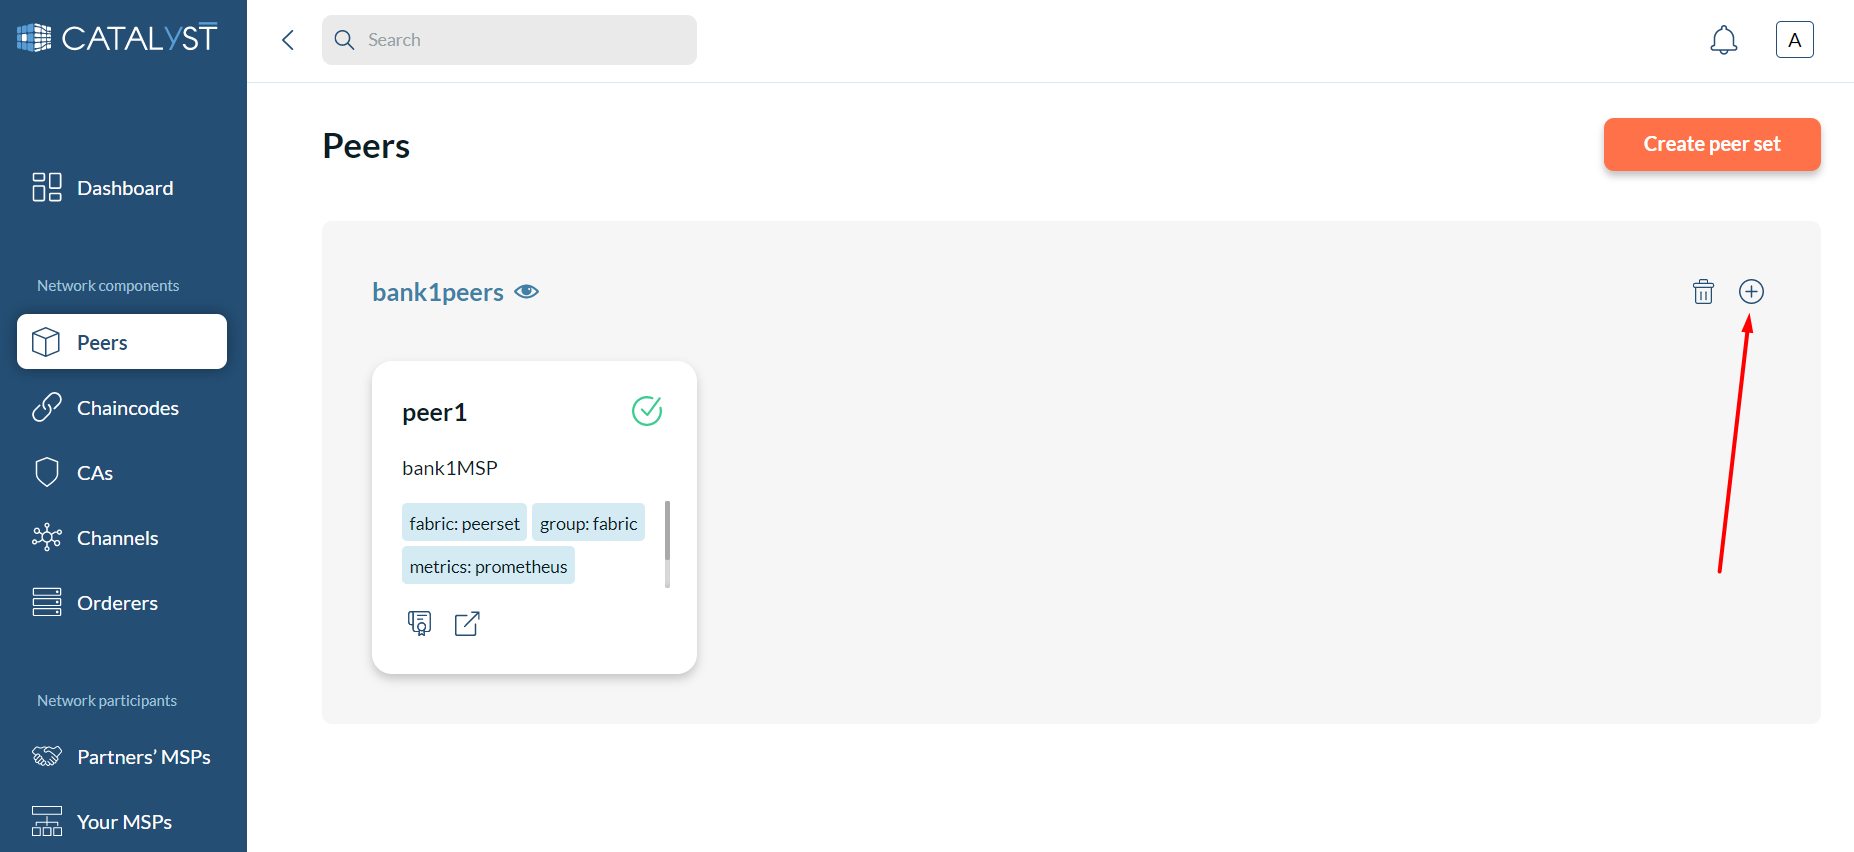 CATALYST
Search
A
Peers
Create peer set
Dashboard
Network components
Peers
Chaincodes
CAs
Channels
Orderers
Network participants
Partners’ MSPs
Your MSPs
bank1peers
peer1
bank1MSP
fabric: peerset group: fabric
metrics: prometheus